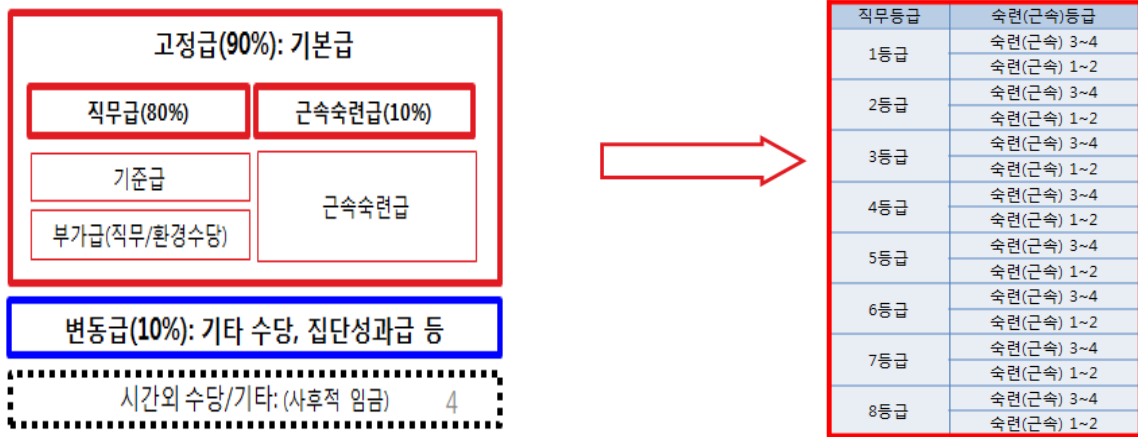 고정급(90%): 기본급
직무급(80%)
근속숙련급(10%)
기준급
부가급(직무/환경수당)
근속숙련급
변동급(10%): 기타 수당, 집단성과급 등
시간외 수당/기타: (사후적 임금) 4
직무등급 숙련(근속)등급
1등급
숙련(근속) 3~4
숙련(근속) 1~2
2등급
숙련(근속) 3~4
숙련(근속) 1~2
3등급
숙련(근속) 3~4
숙련(근속) 1~2
4등급
숙련(근속) 3~4
숙련(근속) 1~2
5등급
숙련(근속) 3~4
숙련(근속) 1~2
6등급
숙련(근속) 3~4
숙련(근속) 1~2
7등급
숙련(근속) 3~4
숙련(근속) 1~2
8등급
숙련(근속) 3~4
숙련(근속) 1~2